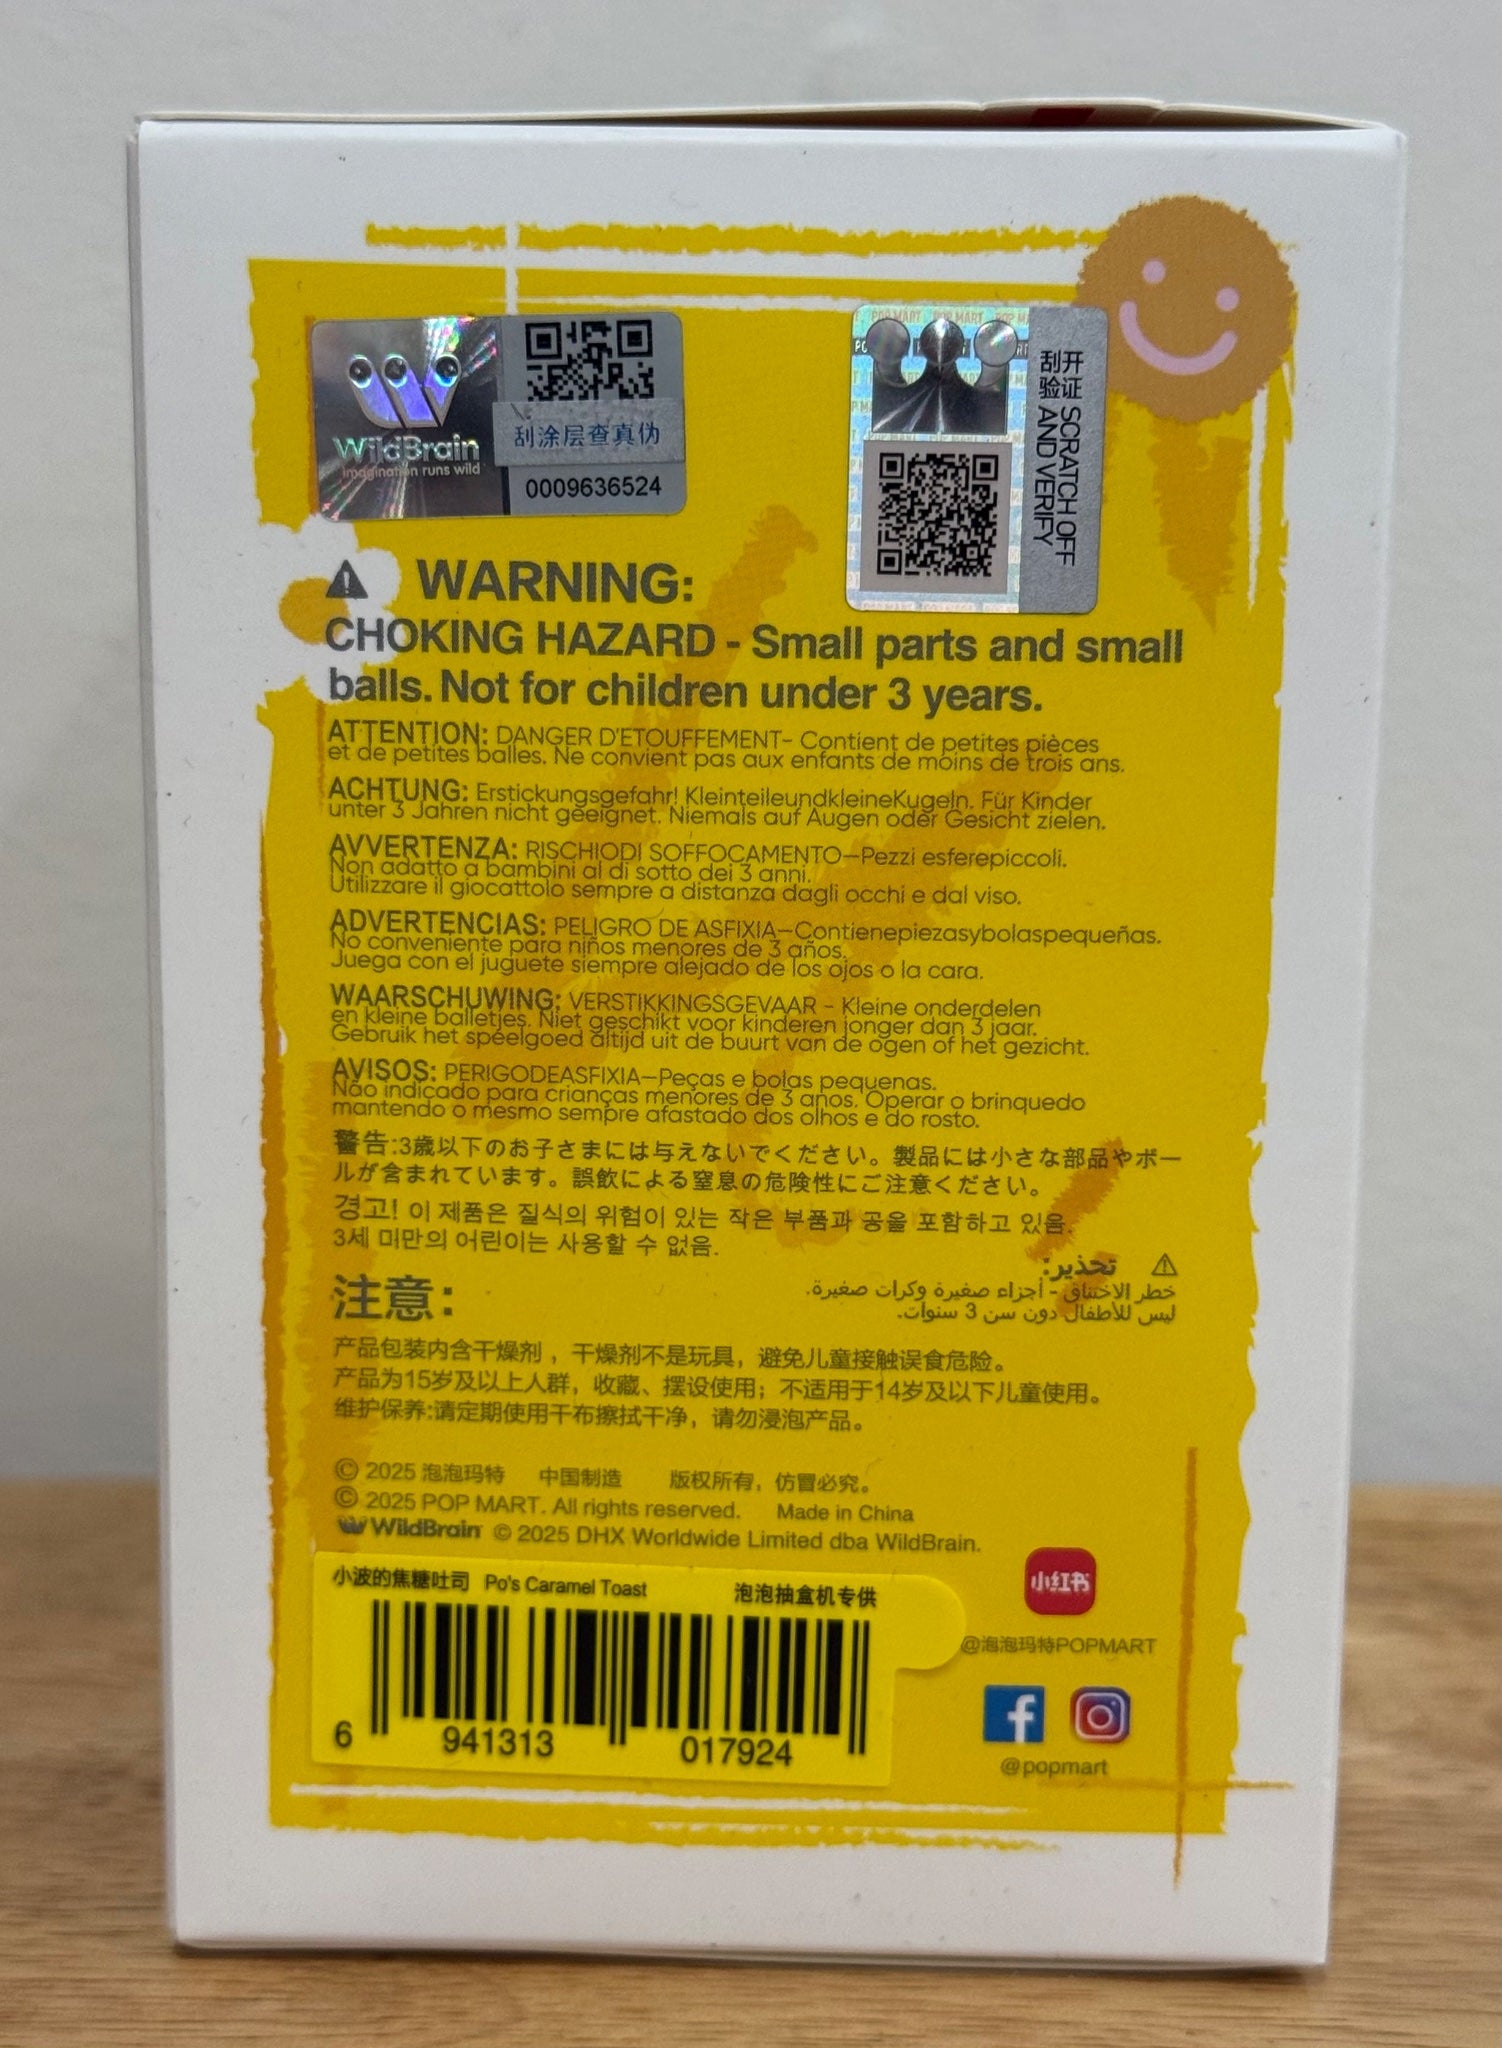 WildBrain
imagination runs wild
刮涂层查真伪
0009636524
POP MART
刮开
验证
SCRATCH OFF
AND VERIFY
WARNING:
CHOKING HAZARD - Small parts and small
balls. Not for children under 3 years.
ATTENTION: DANGER D'ETOUFFEMENT- Contient de petites pièces
et de petites balles. Ne convient pas aux enfants de moins de trois ans.
ACHTUNG: Erstickungsgefahr! KleinteileundkleineKugeln. Für Kinder
unter 3 Jahren nicht geeignet. Niemals auf Augen oder Gesicht zielen.
AVVERTENZA: RISCHIODI SOFFOCAMENTO—Pezzi esferepiccoli.
Non adatto a bambini al di sotto dei 3 anni.
Utilizzare il giocattolo sempre a distanza dagli occhi e dal viso.
ADVERTENCIAS: PELIGRO DE ASFIXIA—Contienepiezasybolaspequeñas.
No conveniente para niños menores de 3 años.
Juega con el juguete siempre alejado de los ojos o la cara.
WAARSCHUWING: VERSTIKKINGSGEVAAR - Kleine onderdelen
en kleine balletjes. Niet geschikt voor kinderen jonger dan 3 jaar.
Gebruik het speelgoed altijd uit de buurt van de ogen of het gezicht.
AVISOS: PERIGODEASFIXIA—Peças e bolas pequenas.
Não indicado para crianças menores de 3 anos. Operar o brinquedo
mantendo o mesmo sempre afastado dos olhos e do rosto.
警告:3歳以下のお子さまには与えないでください。製品には小さな部品やボー
ルが含まれています。誤飲による窒息の危険性にご注意ください。
경고! 이 제품은 질식의 위험이 있는 작은 부품과 공을 포함하고 있음.
3세 미만의 어린이는 사용할 수 없음.
تحذير:
خطر الاختناق - أجزاء صغيرة وكرات صغيرة.
ليس للأطفال دون سن 3 سنوات.
注意:
产品包装内含干燥剂，干燥剂不是玩具，避免儿童接触误食危险。
产品为15岁及以上人群，收藏、摆设使用；不适用于14岁及以下儿童使用。
维护保养:请定期使用干布擦拭干净，请勿浸泡产品。
© 2025 泡泡玛特 中国制造 版权所有，仿冒必究。
© 2025 POP MART. All rights reserved. Made in China
WildBrain © 2025 DHX Worldwide Limited dba WildBrain.
小波的焦糖吐司 Po's Caramel Toast 泡泡抽盒机专供
6 941313 017924
小红书
@泡泡玛特POPMART
@popmart